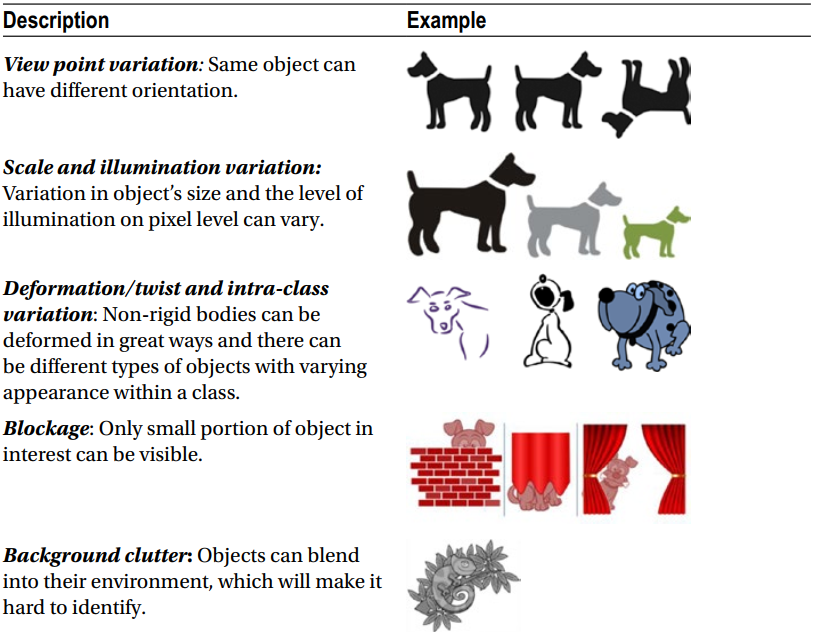 Description Example
View point variation: Same object can
have different orientation.
Scale and illumination variation:
Variation in object’s size and the level of
illumination on pixel level can vary.
Deformation/twist and intra-class
variation: Non-rigid bodies can be
deformed in great ways and there can
be different types of objects with varying
appearance within a class.
Blockage: Only small portion of object in
interest can be visible.
Background clutter: Objects can blend
into their environment, which will make it
hard to identify.